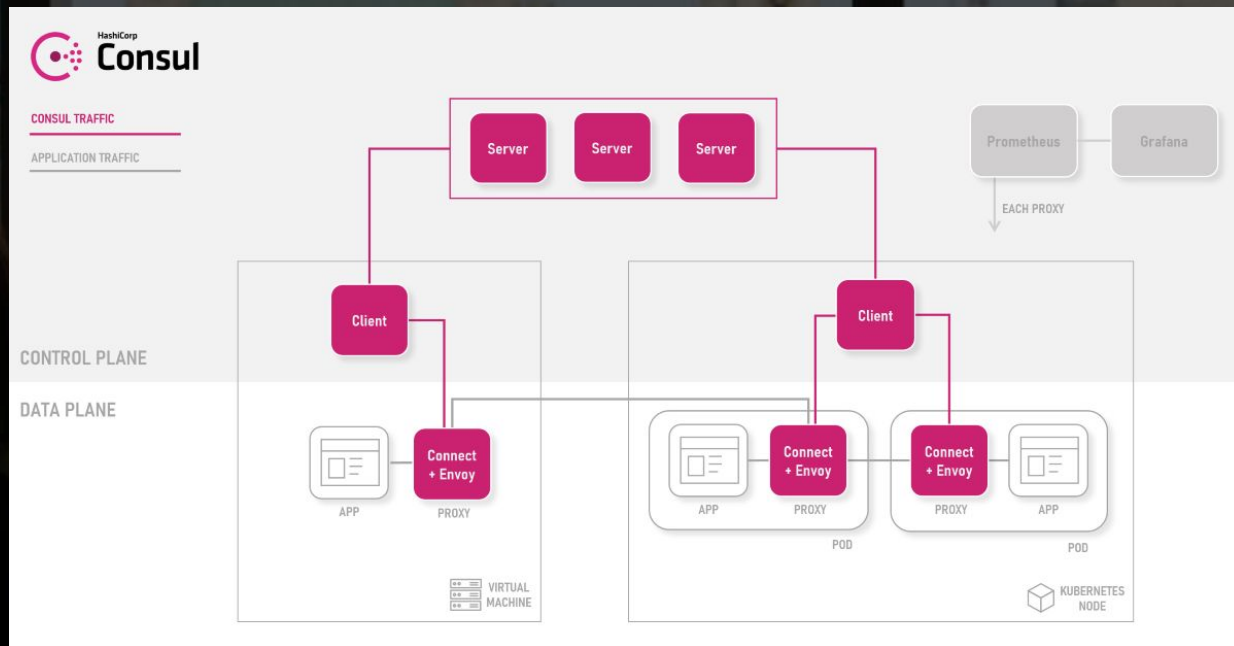 HashiCorp
Consul
CONSUL TRAFFIC
APPLICATION TRAFFIC
Server
Server
Server
Prometheus
Grafana
EACH PROXY
Client
Client
CONTROL PLANE
DATA PLANE
Connect
+ Envoy
APP
PROXY
Connect
+ Envoy
Connect
+ Envoy
APP
PROXY
PROXY
APP
POD
POD
VIRTUAL
MACHINE
KUBERNETES
NODE